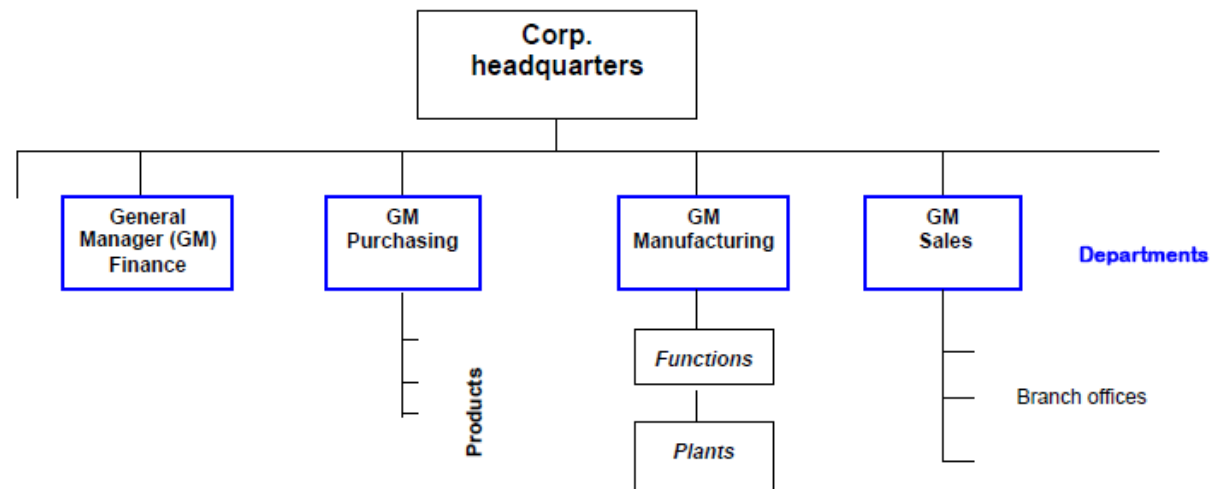 Corp.
headquarters
General
Manager (GM)
Finance
GM
Purchasing
GM
Manufacturing
GM
Sales
Departments
Products
Functions
Plants
Branch offices